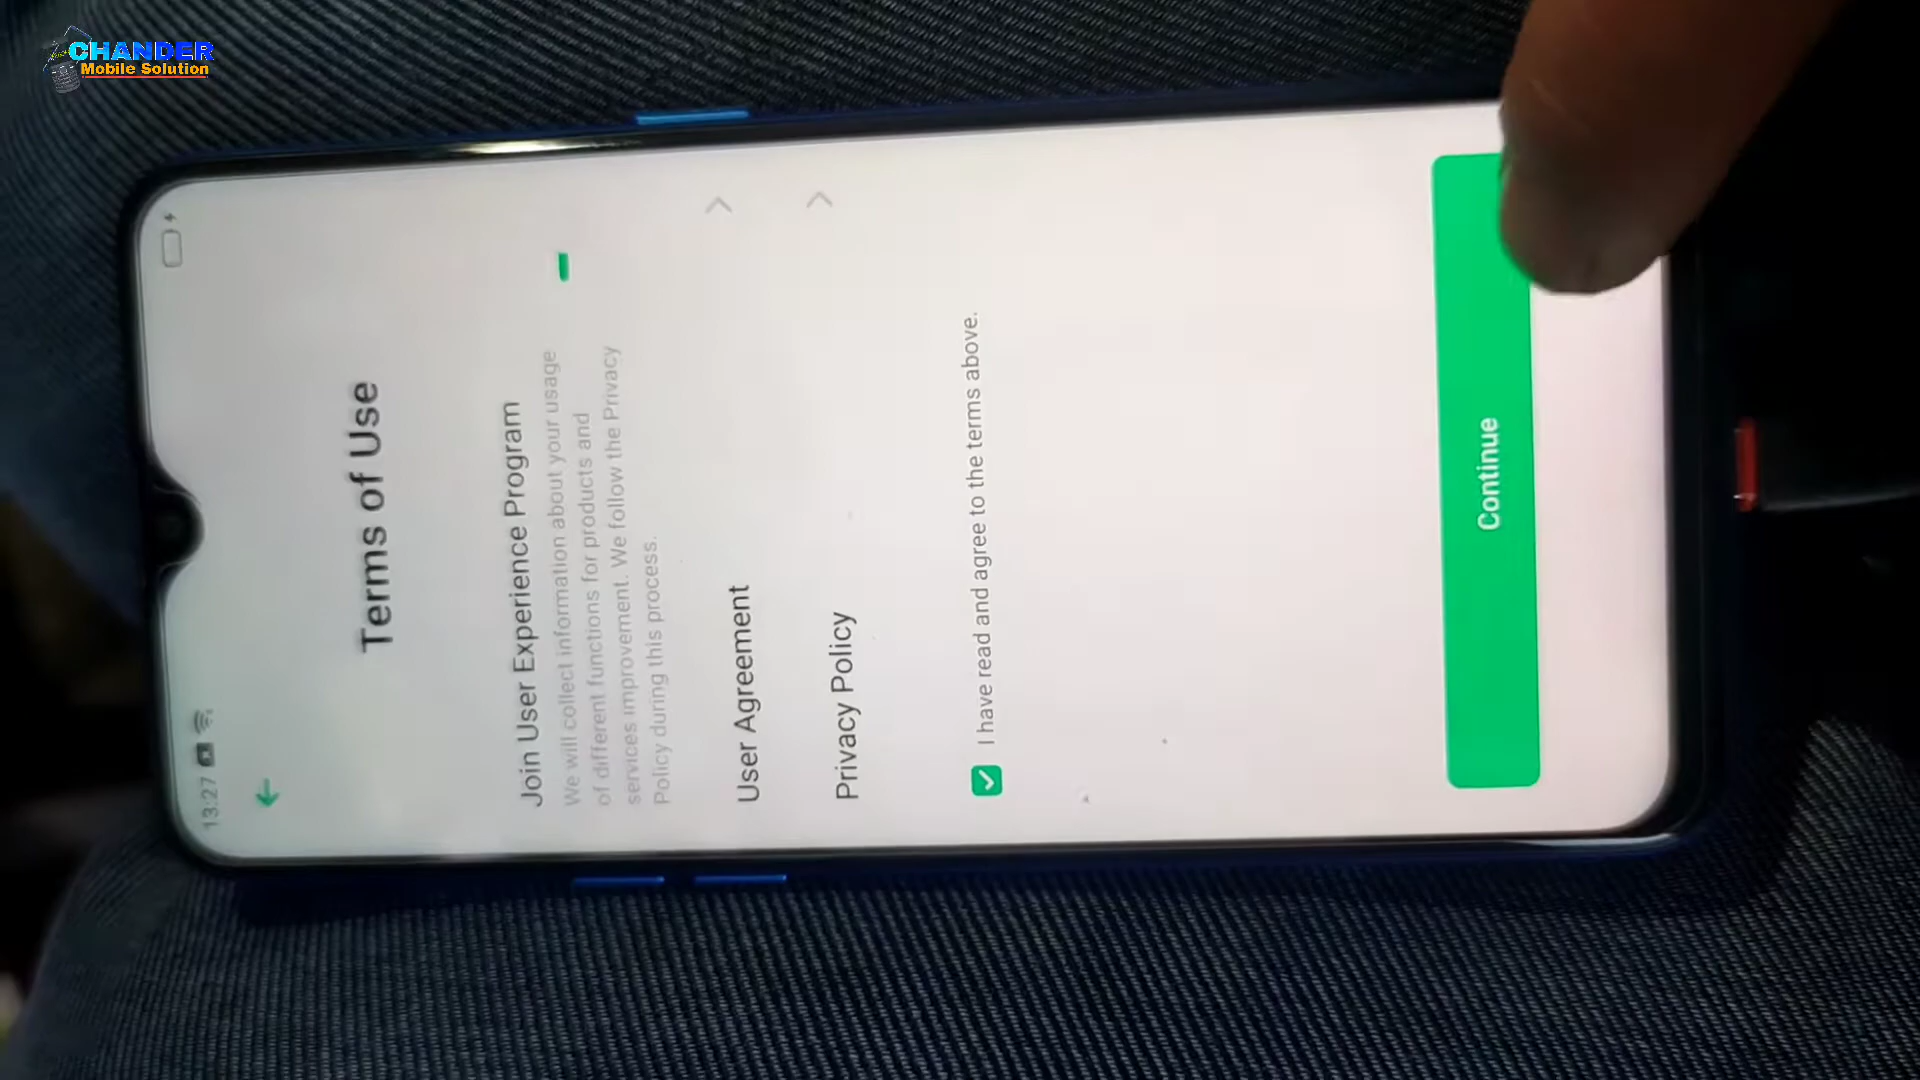 CHANDER
Mobile Solution
13:27
Terms of Use
Join User Experience Program
We will collect information about your usage
of different functions for products and
services improvement. We follow the Privacy
Policy during this process.
User Agreement
Privacy Policy
I have read and agree to the terms above.
Continue